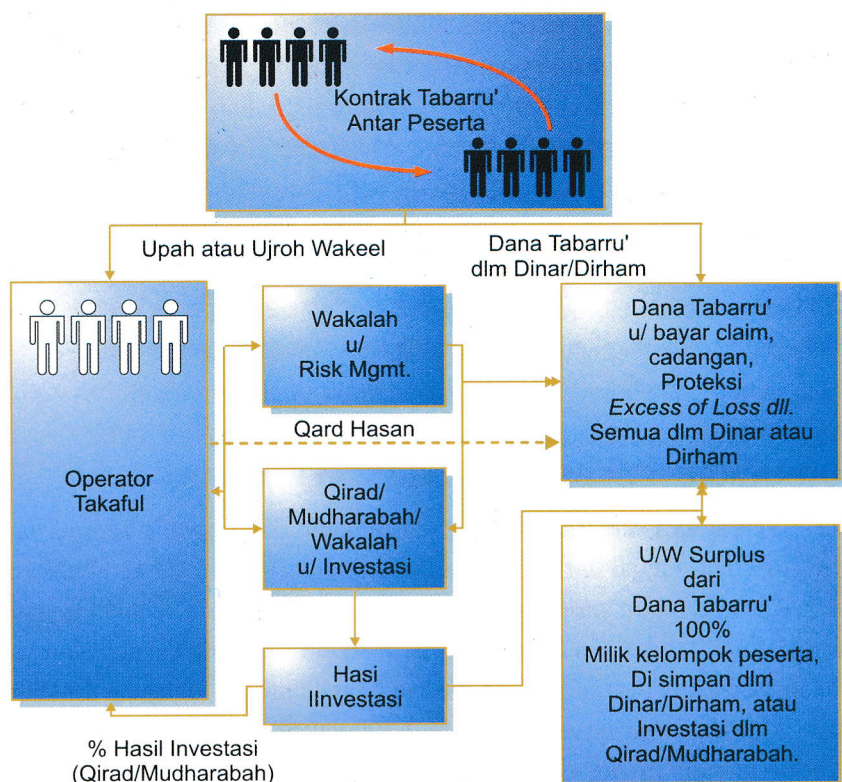 Kontrak Tabarru'
Antar Peserta
Upah atau Ujroh Wakeel
Dana Tabarru'
dlm Dinar/Dirham
Operator
Takaful
Wakalah
u/
Risk Mgmt.
Qard Hasan
Qirad/
Mudharabah/
Wakalah
u/ Investasi
Hasi
lInvestasi
% Hasil Investasi
(Qirad/Mudharabah)
Dana Tabarru'
u/ bayar claim,
cadangan,
Proteksi
Excess of Loss dll.
Semua dlm Dinar atau
Dirham
U/W Surplus
dari
Dana Tabarru'
100%
Milik kelompok peserta,
Di simpan dlm
Dinar/Dirham, atau
Investasi dlm
Qirad/Mudharabah.